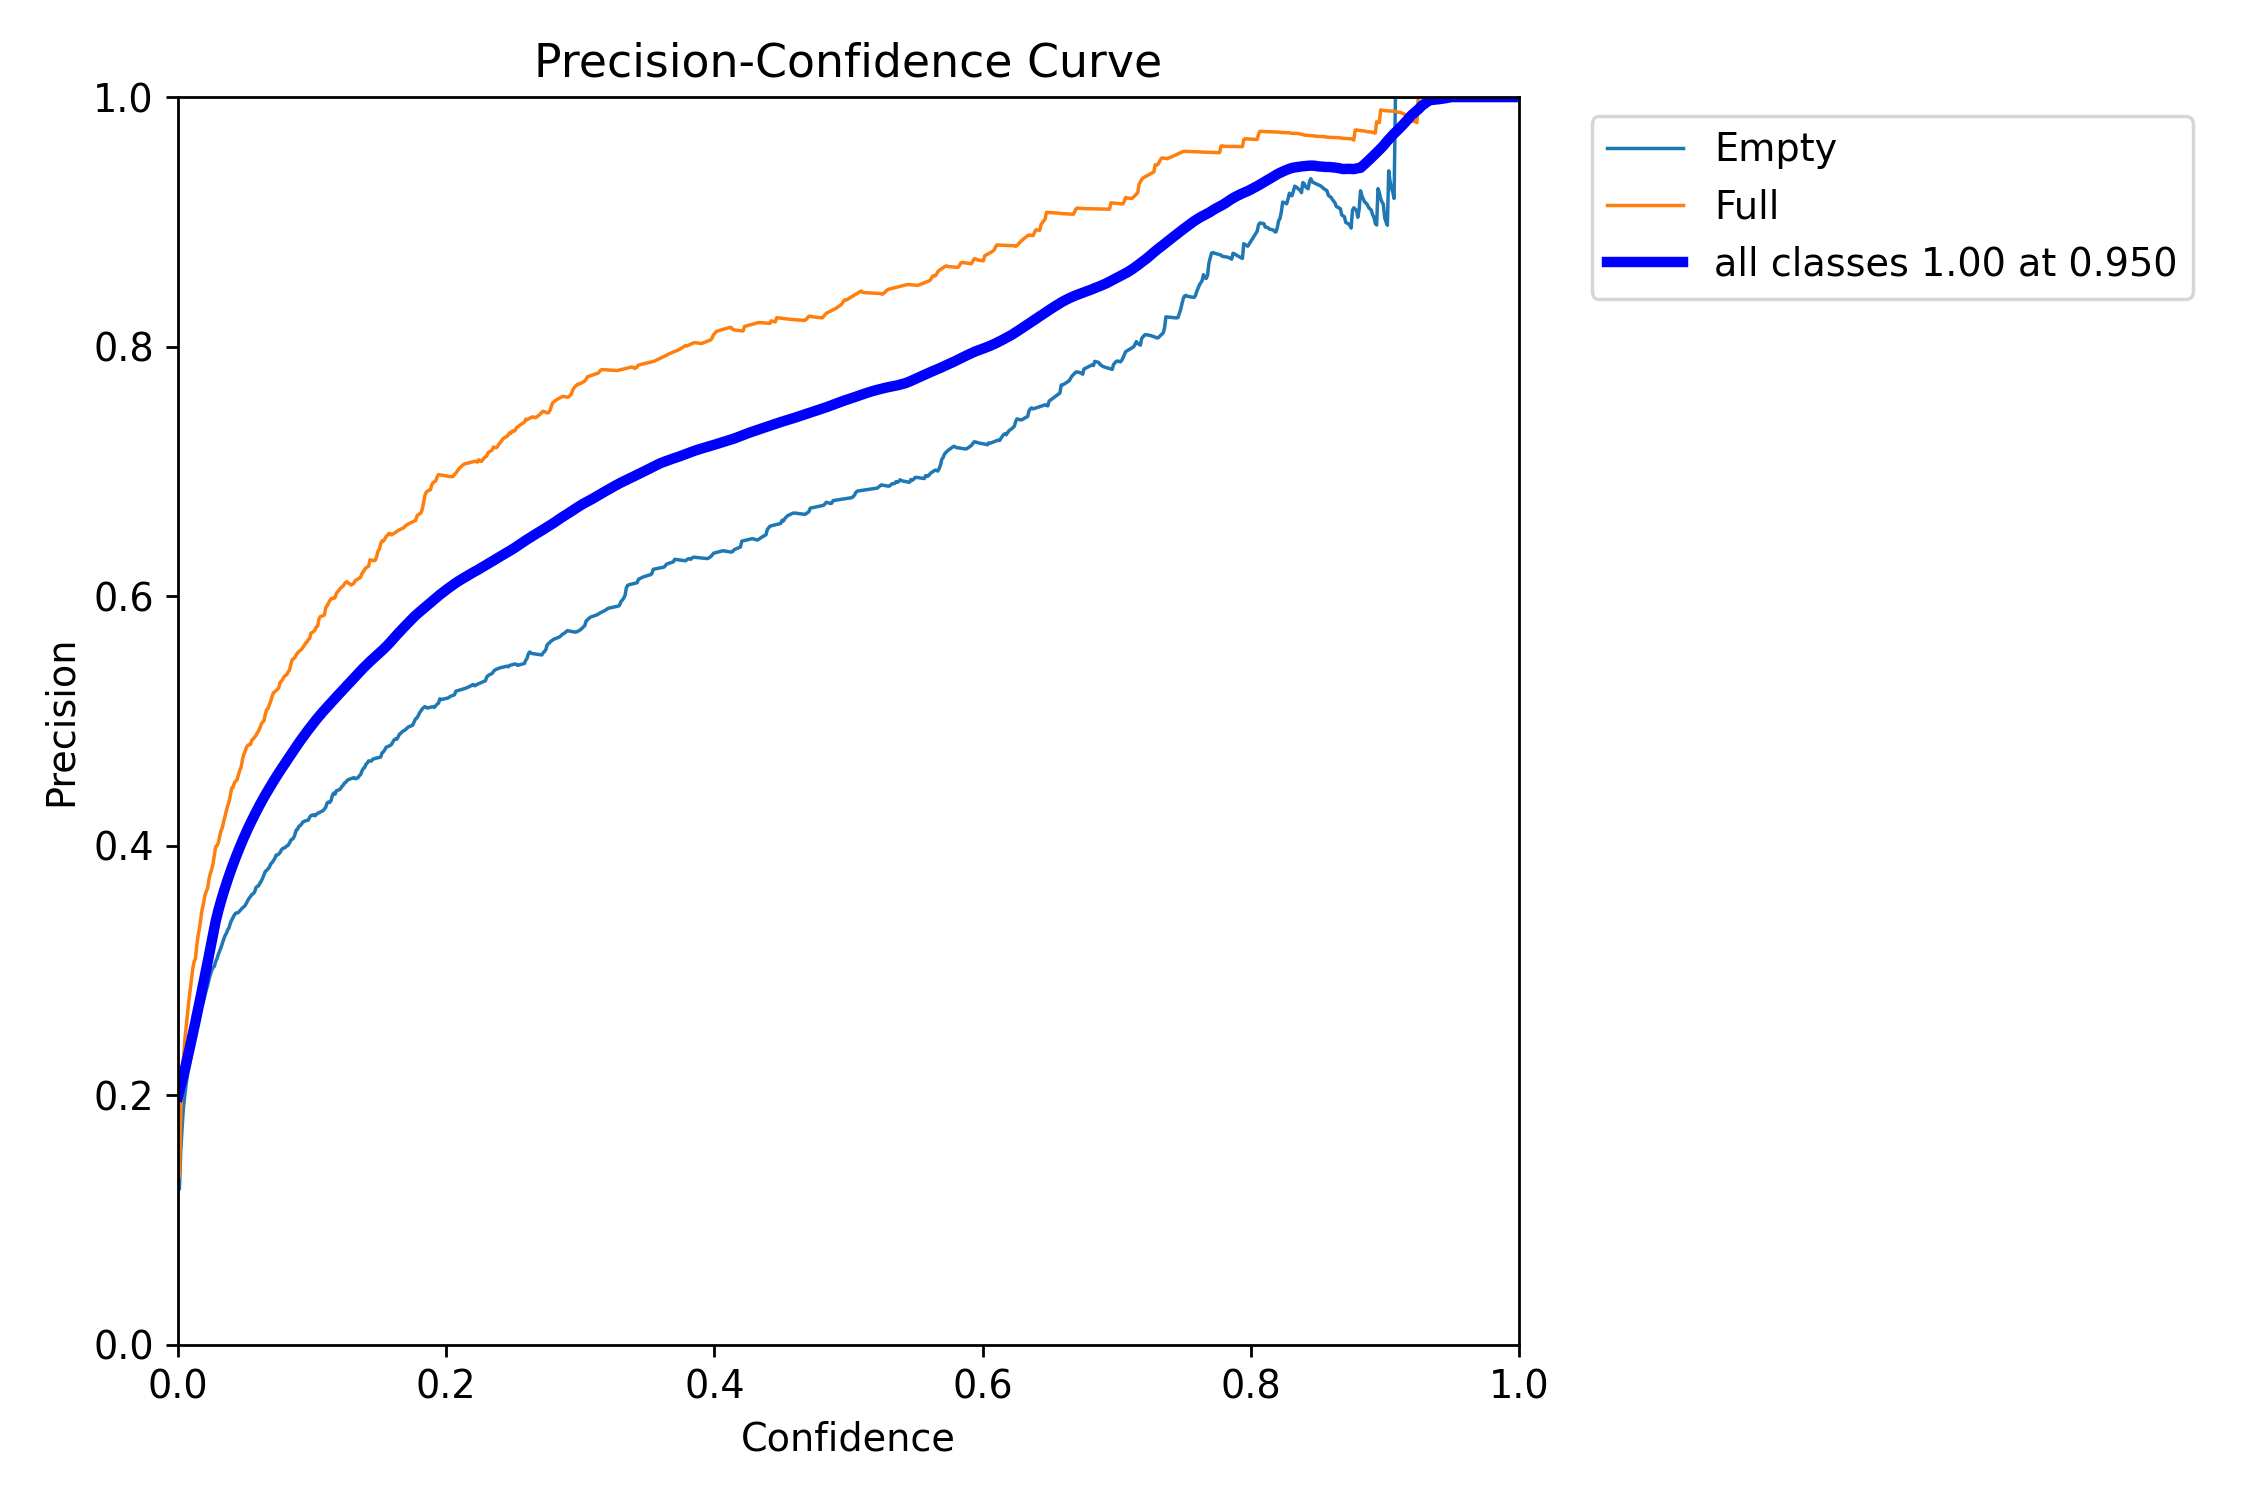 Precision-Confidence Curve
1.0
0.8
0.6
0.4
0.2
0.0
Precision
0.0 0.2 0.4 0.6 0.8 1.0
Confidence
Empty
Full
all classes 1.00 at 0.950